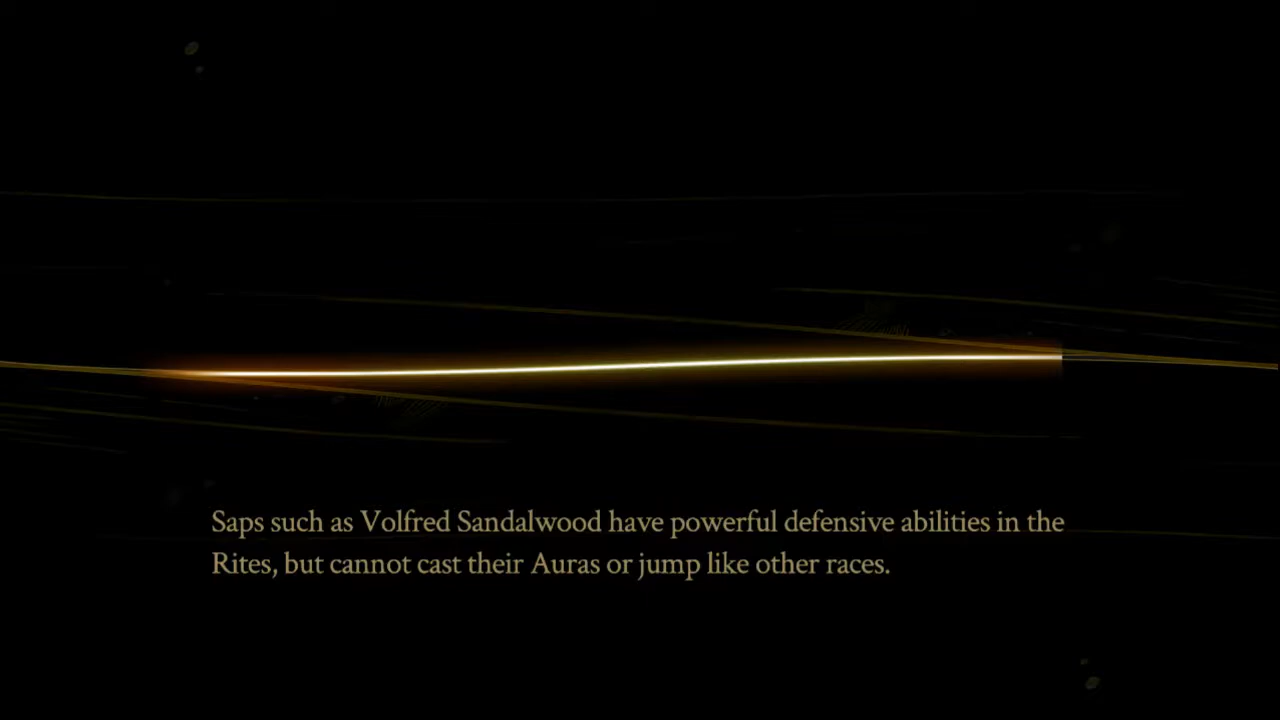 Saps such as Volfred Sandalwood have powerful defensive abilities in the
Rites, but cannot cast their Auras or jump like other races.